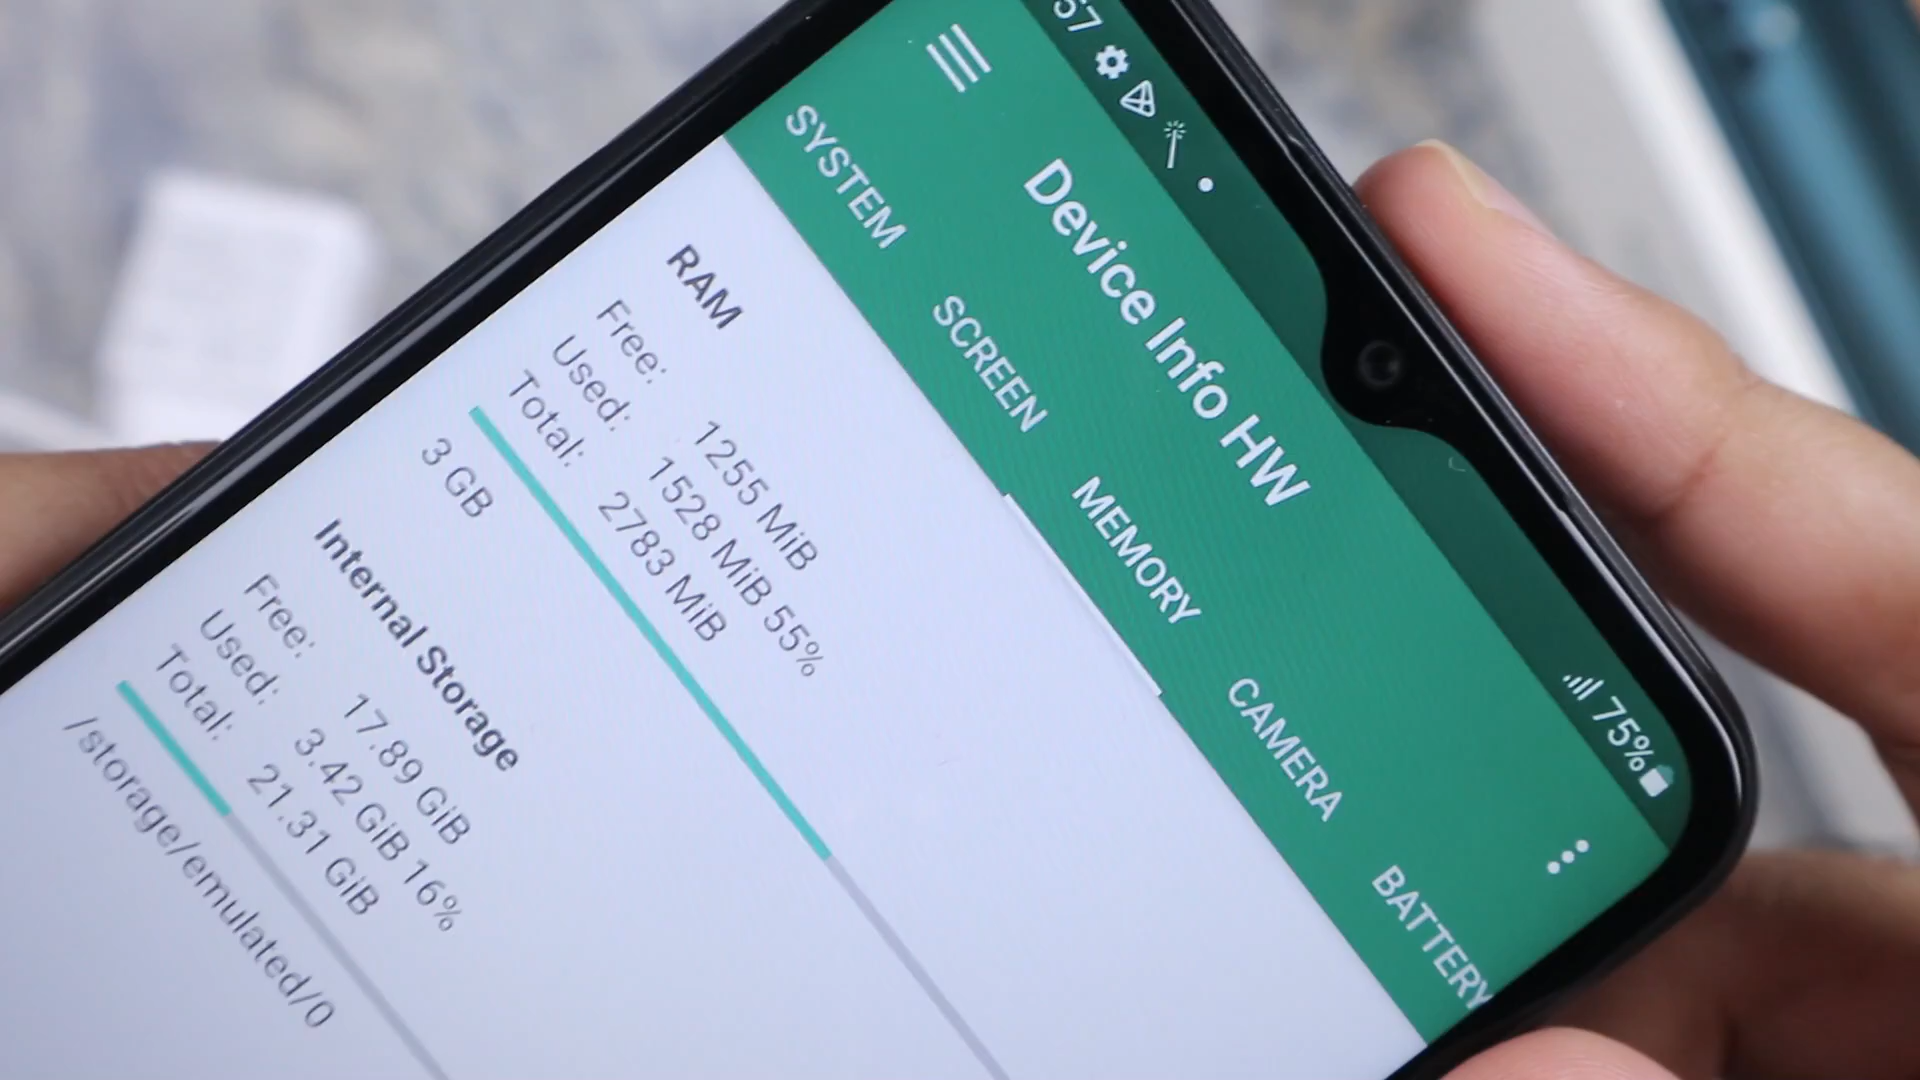 57 75%
Device Info HW
SYSTEM SCREEN MEMORY CAMERA BATTERY
RAM
Free: 1255 MiB
Used: 1528 MiB 55%
Total: 2783 MiB
3 GB
Internal Storage
Free: 17.89 GiB
Used: 3.42 GiB 16%
Total: 21.31 GiB
/storage/emulated/0